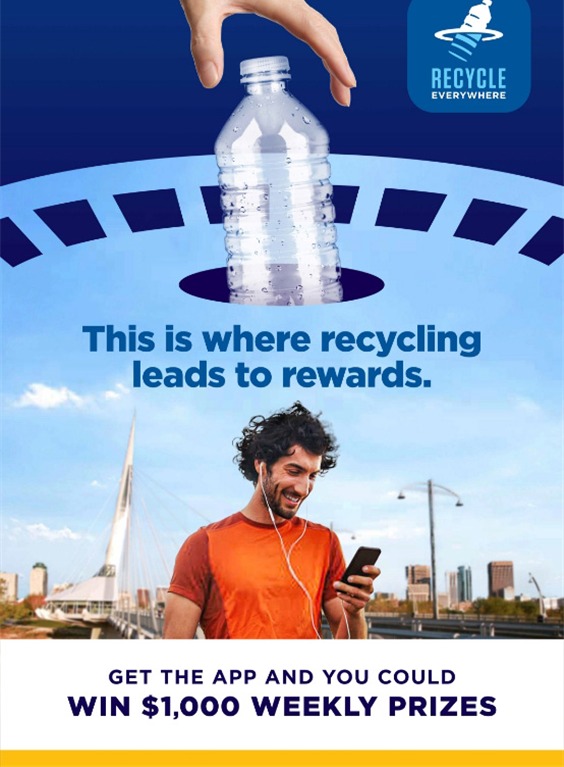 RECYCLE
EVERYWHERE
This is where recycling
leads to rewards.
GET THE APP AND YOU COULD
WIN $1,000 WEEKLY PRIZES